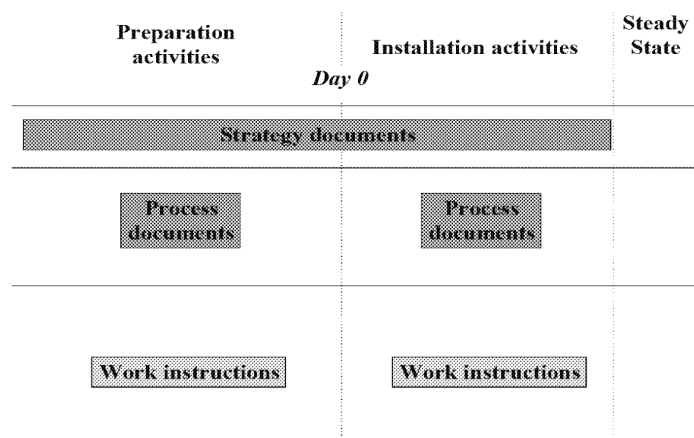 Preparation
activities
Installation activities
Steady
State
Day 0
Strategy documents
Process
documents
Process
documents
Work instructions
Work instructions